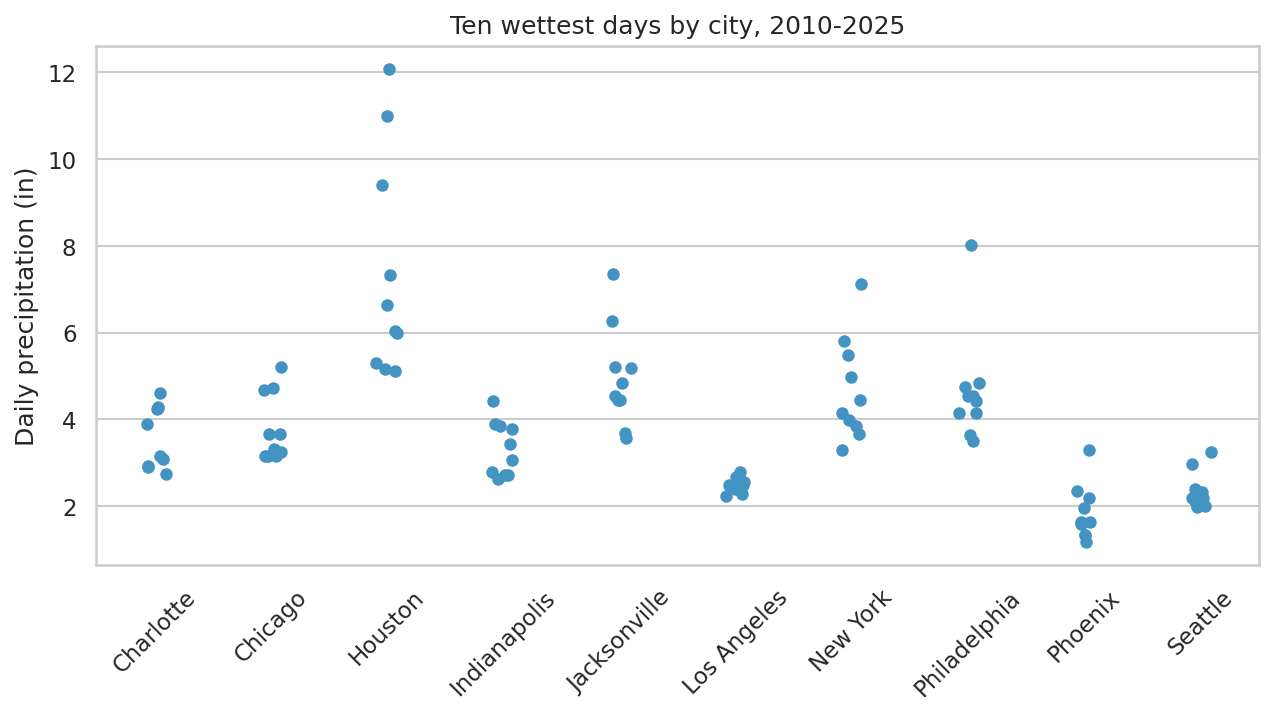 Ten wettest days by city, 2010-2025
Daily precipitation (in)
12
10
8
6
4
2
Charlotte
Chicago
Houston
Indianapolis
Jacksonville
Los Angeles
New York
Philadelphia
Phoenix
Seattle